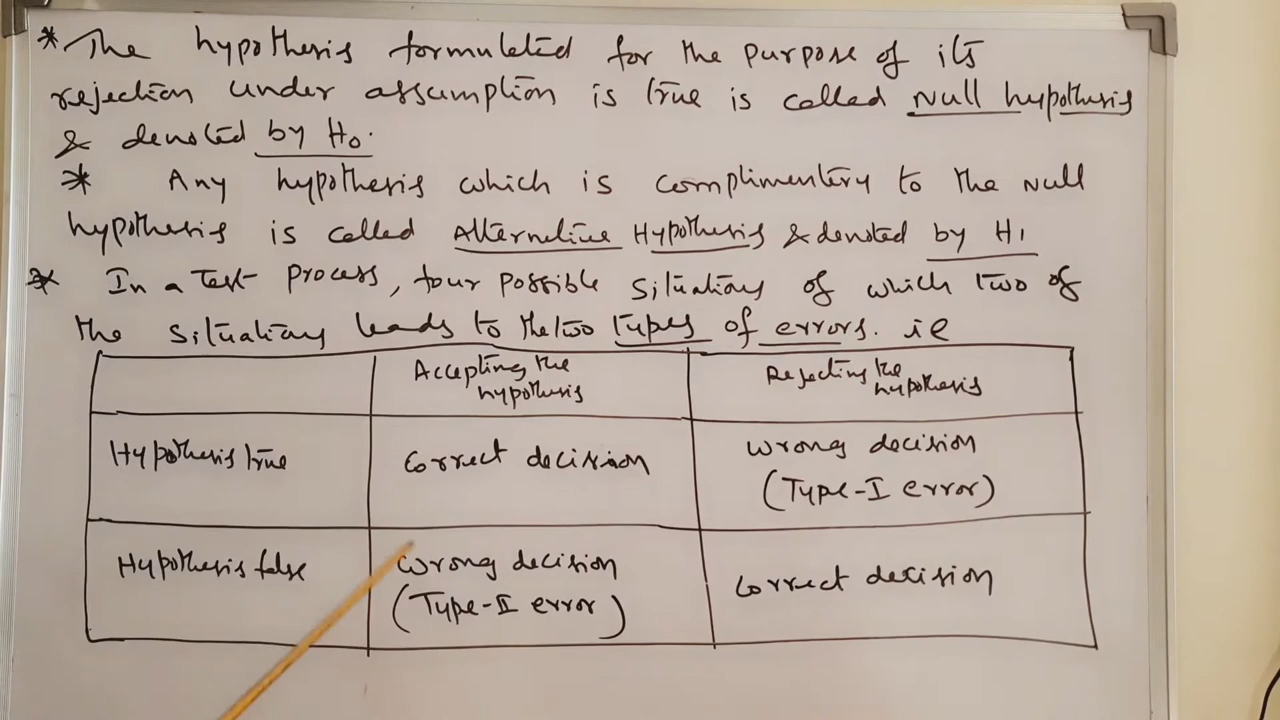 * The hypothesis formulated for the purpose of its
rejection under assumption is true is called Null hypothesis
& denoted by H₀.
* Any hypothesis which is complimentary to the Null
hypothesis is called Alternative Hypothesis & denoted by H₁
* In a Test process, four possible situations of which two of
the situations leads to the two types of errors. ie
Accepting the hypothesis
Rejecting the hypothesis
Hypothesis true
Correct decision
Wrong decision
(Type-I error)
Hypothesis false
Wrong decision
(Type-II error)
Correct decision